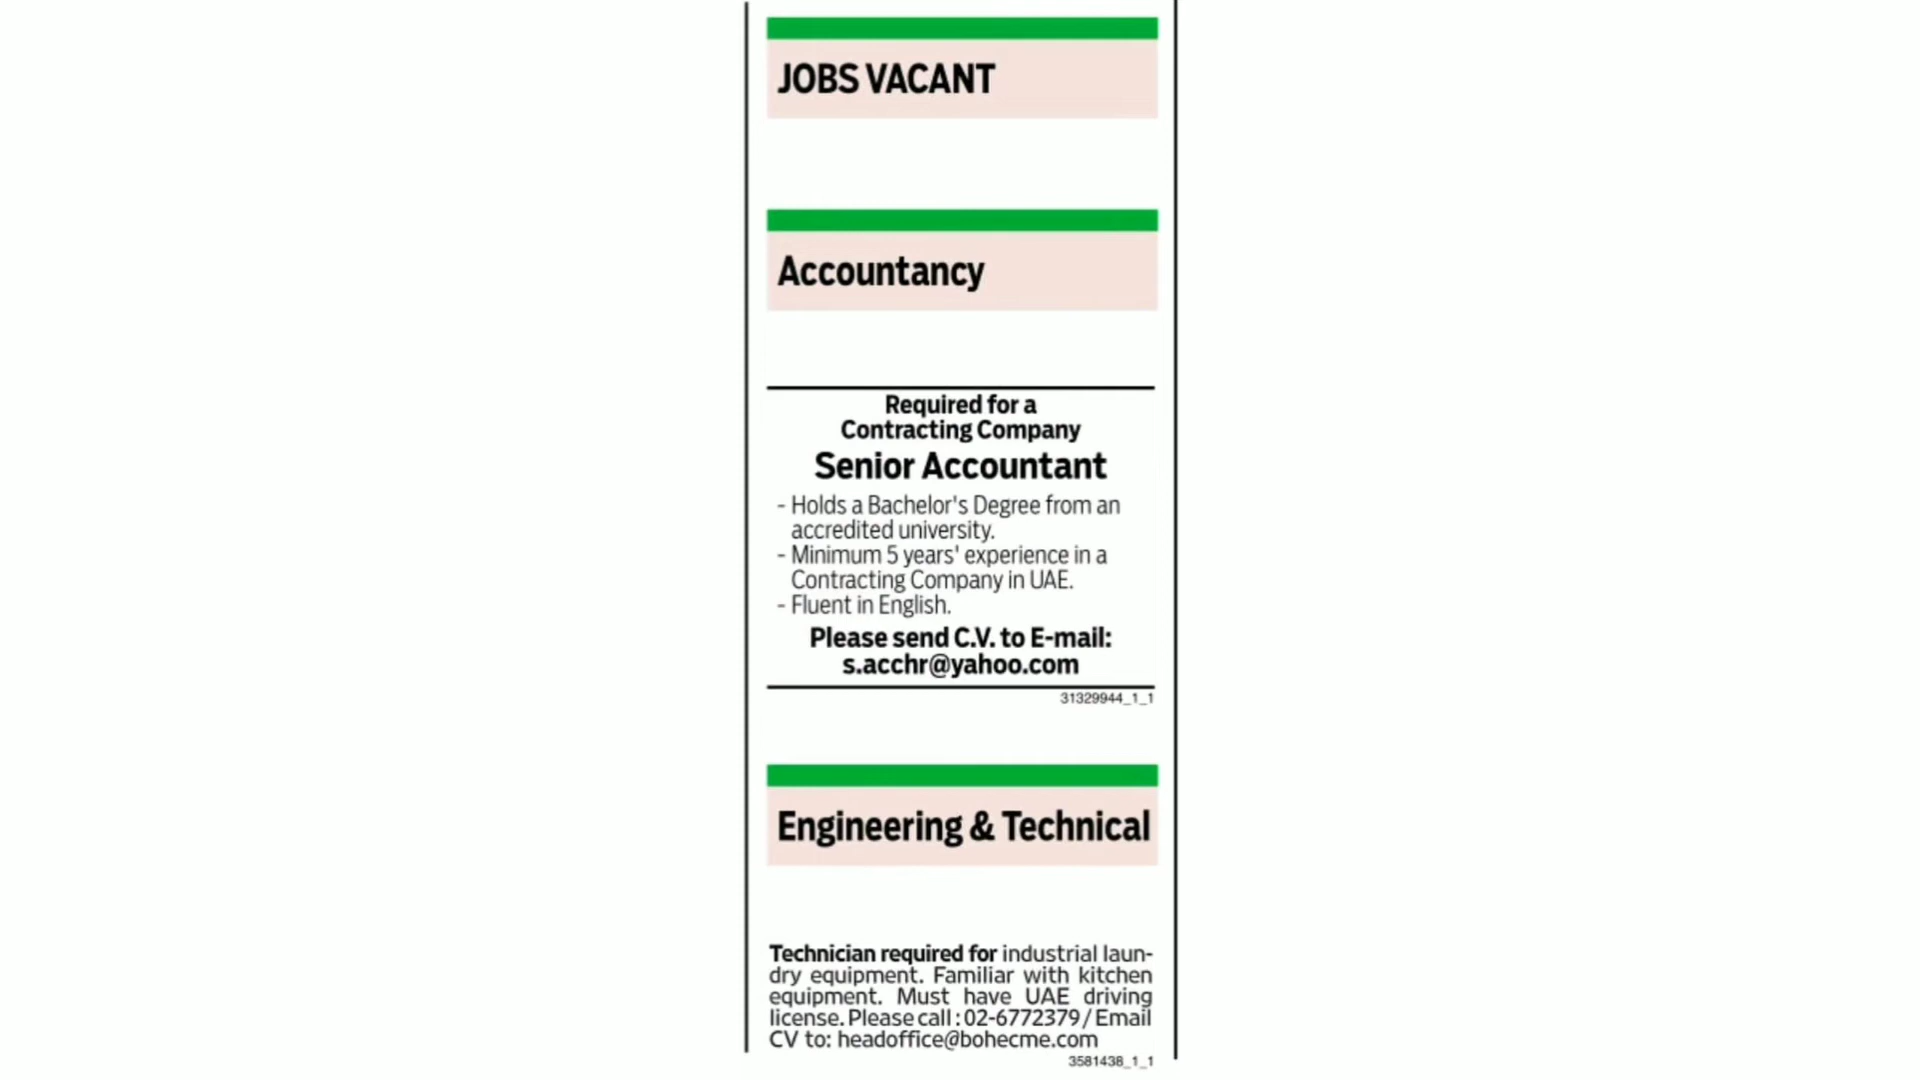 JOBS VACANT
Accountancy
Required for a
Contracting Company
Senior Accountant
- Holds a Bachelor's Degree from an
accredited university.
- Minimum 5 years' experience in a
Contracting Company in UAE.
- Fluent in English.
Please send C.V. to E-mail:
s.acchr@yahoo.com
31329944_1_1
Engineering & Technical
Technician required for industrial laun-
dry equipment. Familiar with kitchen
equipment. Must have UAE driving
license. Please call : 02-6772379 / Email
CV to: headoffice@bohecme.com
3581438_1_1